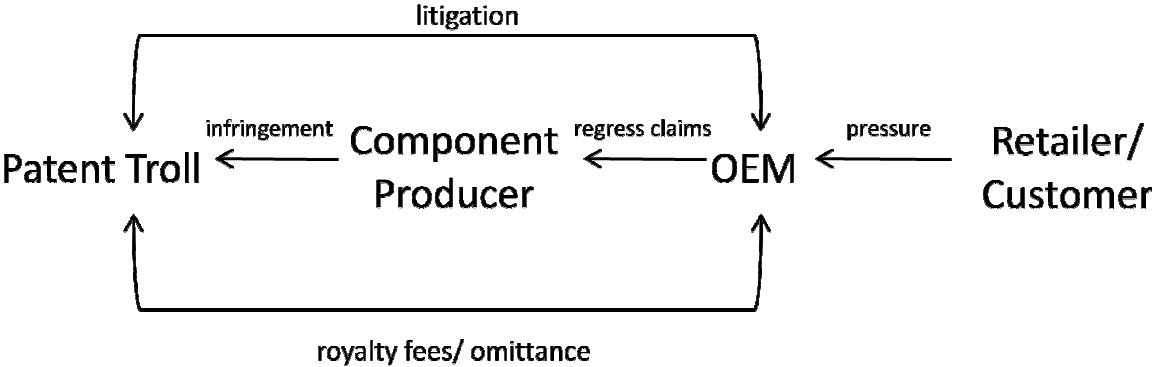 litigation
infringement
regress claims
pressure
Patent Troll
Component
Producer
OEM
Retailer/
Customer
royalty fees/ omittance